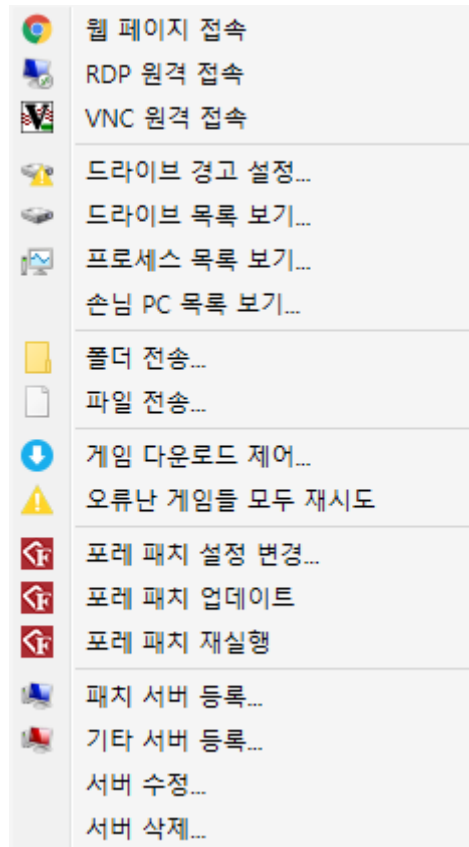 웹 페이지 접속
RDP 원격 접속
VNC 원격 접속
드라이브 경고 설정...
드라이브 목록 보기...
프로세스 목록 보기...
손님 PC 목록 보기...
폴더 전송...
파일 전송...
게임 다운로드 제어...
오류난 게임들 모두 재시도
포레 패치 설정 변경...
포레 패치 업데이트
포레 패치 재실행
패치 서버 등록...
기타 서버 등록...
서버 수정...
서버 삭제...